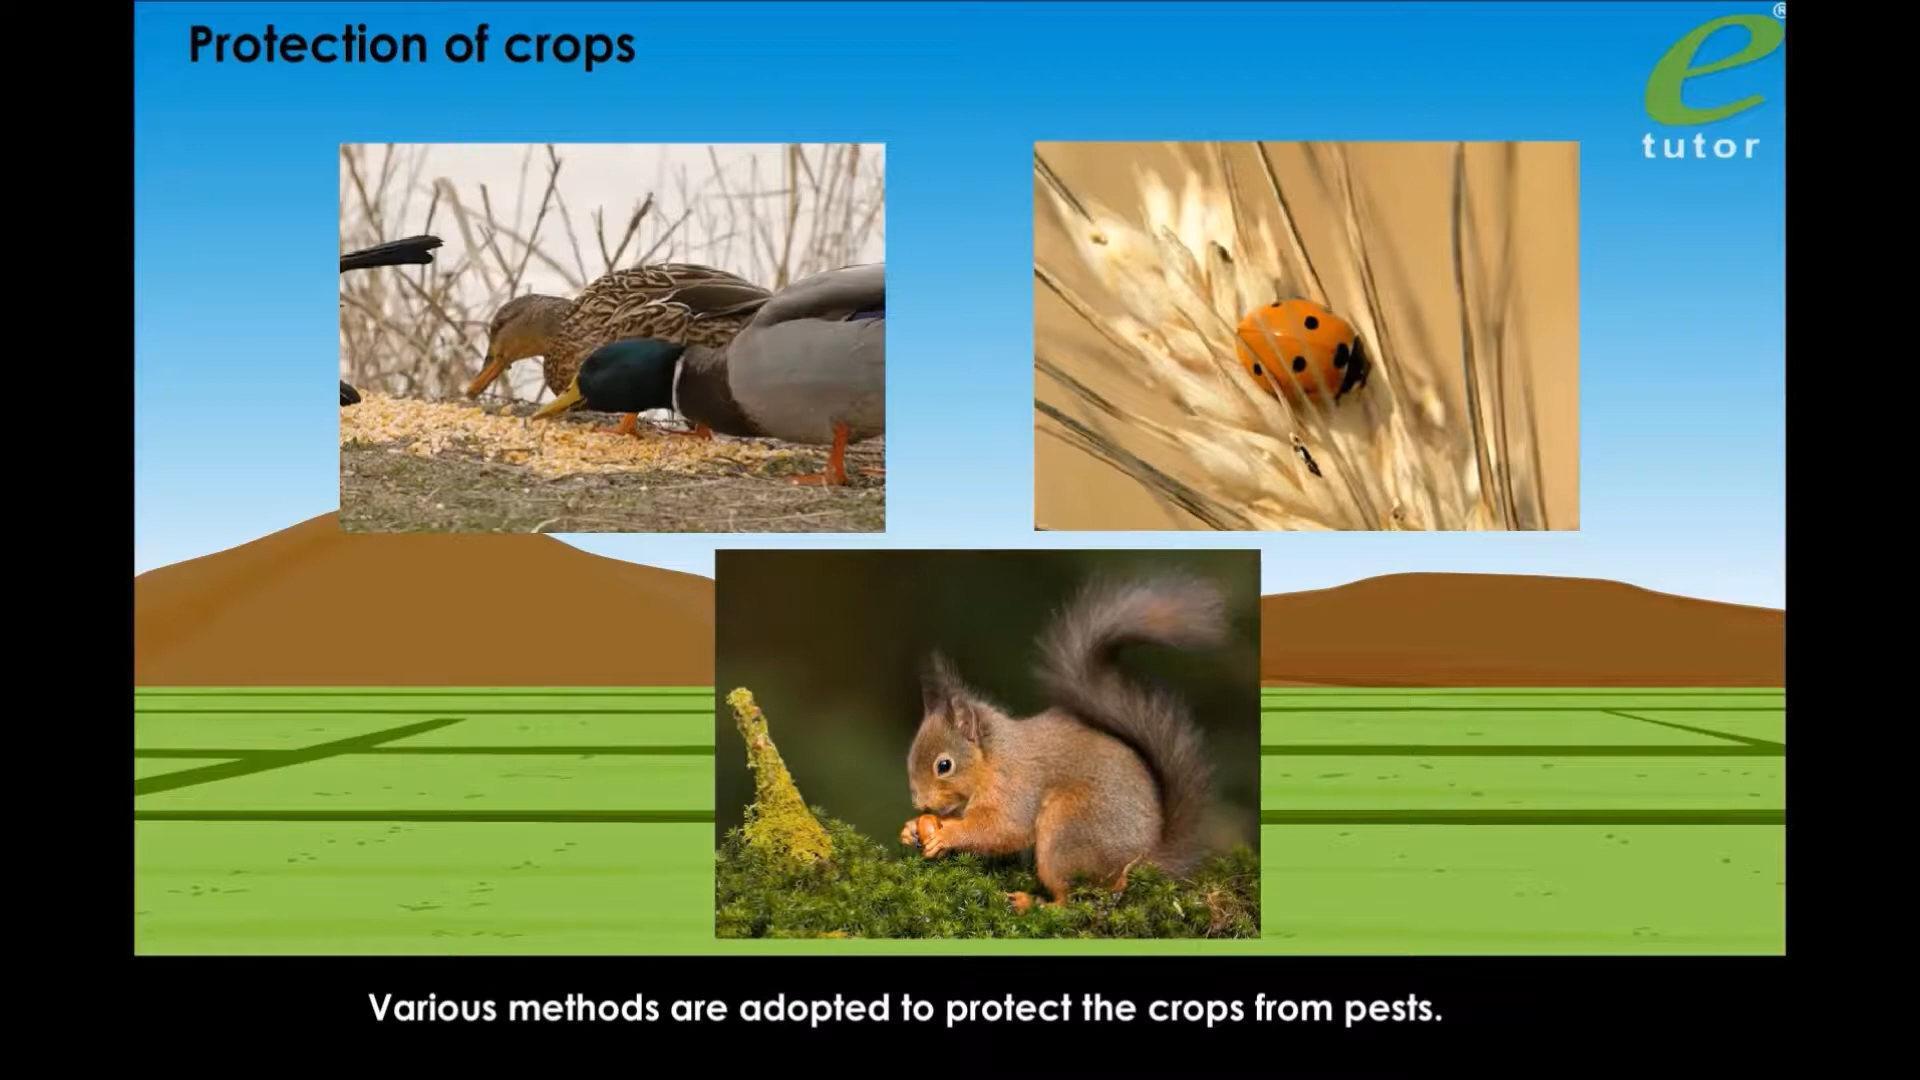 Protection of crops
e®
tutor
Various methods are adopted to protect the crops from pests.